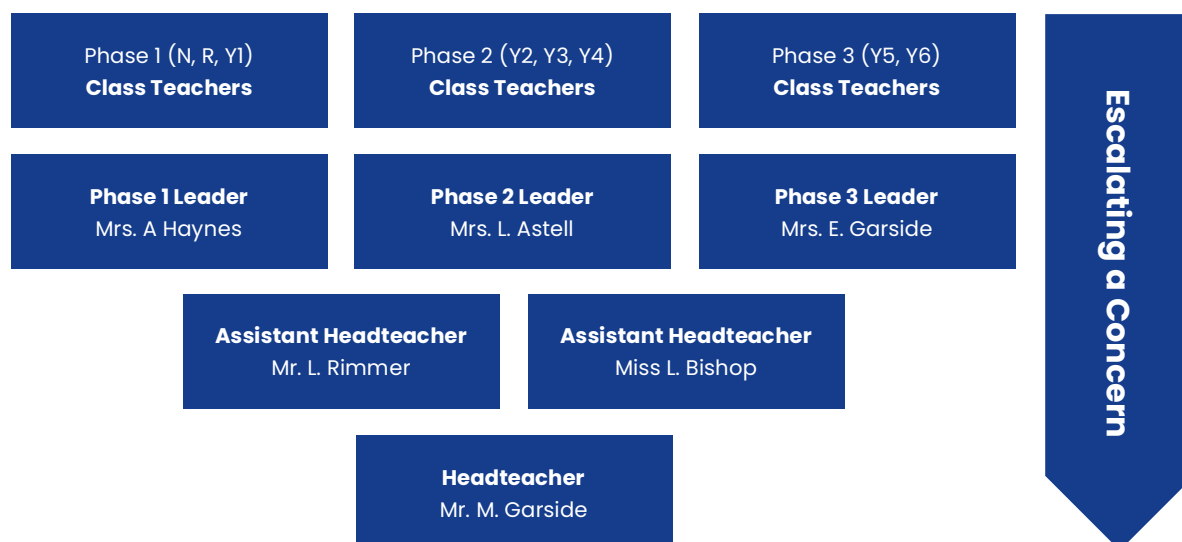 Phase 1 (N, R, Y1)
Class Teachers
Phase 2 (Y2, Y3, Y4)
Class Teachers
Phase 3 (Y5, Y6)
Class Teachers
Phase 1 Leader
Mrs. A Haynes
Phase 2 Leader
Mrs. L. Astell
Phase 3 Leader
Mrs. E. Garside
Assistant Headteacher
Mr. L. Rimmer
Assistant Headteacher
Miss L. Bishop
Headteacher
Mr. M. Garside
Escalating a Concern